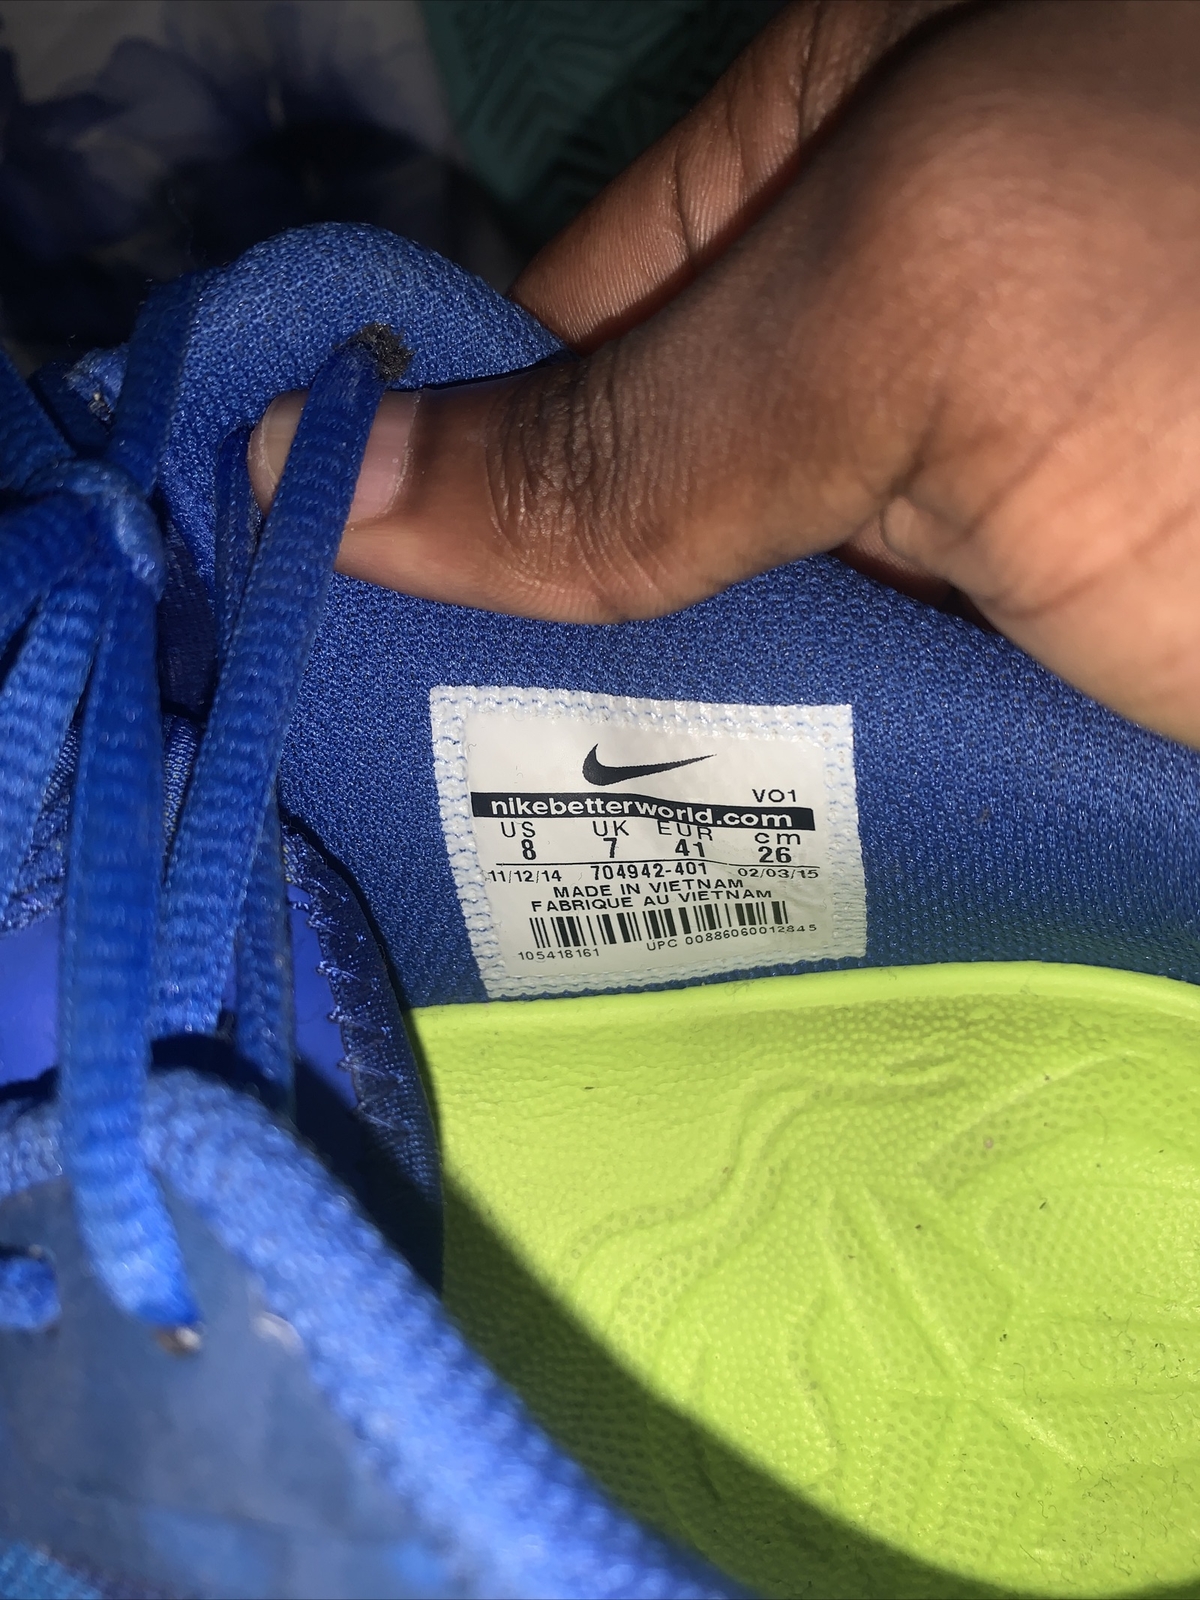 VO1
nikebetterworld.com
US UK EUR cm
8 7 41 26
11/12/14 704942-401 02/03/15
MADE IN VIETNAM
FABRIQUE AU VIETNAM
105418161 UPC 00886060012845